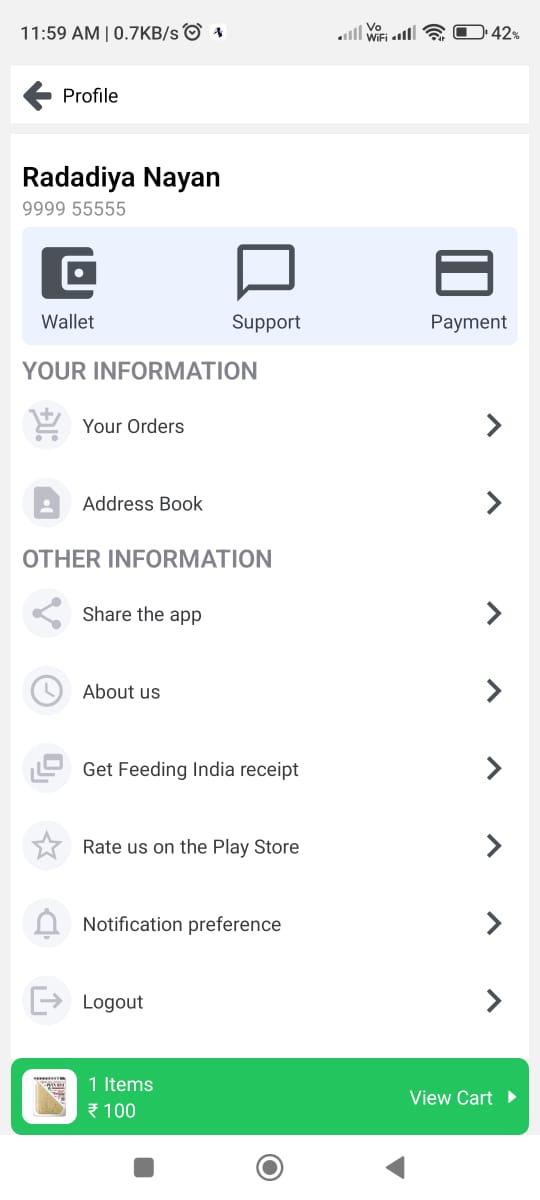 11:59 AM | 0.7KB/s
Vo
WiFi
42%
Profile
Radadiya Nayan
9999 55555
Wallet
Support
Payment
YOUR INFORMATION
Your Orders
Address Book
OTHER INFORMATION
Share the app
About us
Get Feeding India receipt
Rate us on the Play Store
Notification preference
Logout
1 Items
₹ 100
View Cart